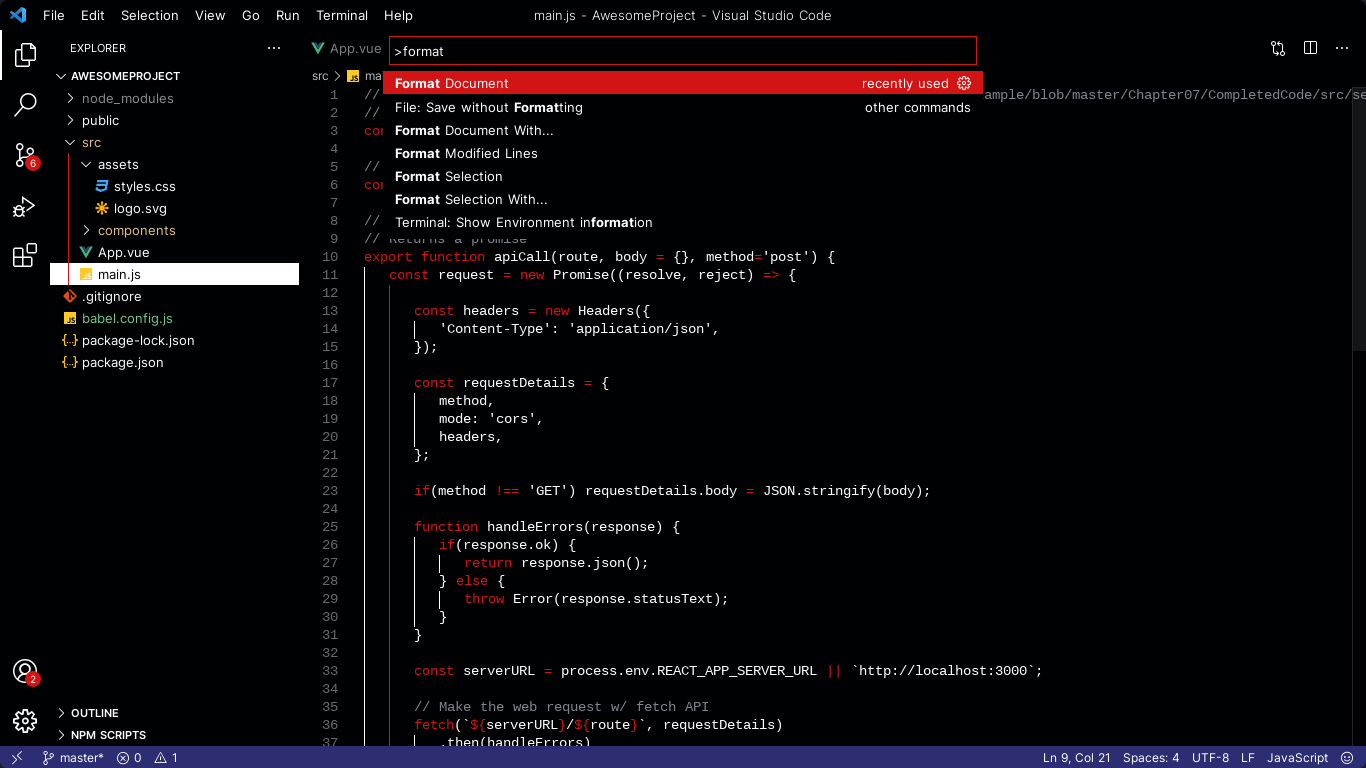 File Edit Selection View Go Run Terminal Help main.js - AwesomeProject - Visual Studio Code
EXPLORER
App.vue
>format
src
main.js
AWESOMEPROJECT
node_modules
public
src
assets
styles.css
logo.svg
components
App.vue
main.js
.gitignore
babel.config.js
package-lock.json
package.json
OUTLINE
NPM SCRIPTS
6
2
Format Document recently used
File: Save without Formatting other commands
Format Document With...
Format Modified Lines
Format Selection
Format Selection With...
Terminal: Show Environment information
1 // ample/blob/master/Chapter07/CompletedCode/src/se
2 //
3 con
4
5 //
6 con
7
8 //
9 // Returns a promise
10 export function apiCall(route, body = {}, method='post') {
11 const request = new Promise((resolve, reject) => {
12
13 const headers = new Headers({
14 'Content-Type': 'application/json',
15 });
16
17 const requestDetails = {
18 method,
19 mode: 'cors',
20 headers,
21 };
22
23 if(method !== 'GET') requestDetails.body = JSON.stringify(body);
24
25 function handleErrors(response) {
26 if(response.ok) {
27 return response.json();
28 } else {
29 throw Error(response.statusText);
30 }
31 }
32
33 const serverURL = process.env.REACT_APP_SERVER_URL || `http://localhost:3000`;
34
35 // Make the web request w/ fetch API
36 fetch(`${serverURL}/${route}`, requestDetails)
37 .then(handleErrors)
master* 0 1 Ln 9, Col 21 Spaces: 4 UTF-8 LF JavaScript